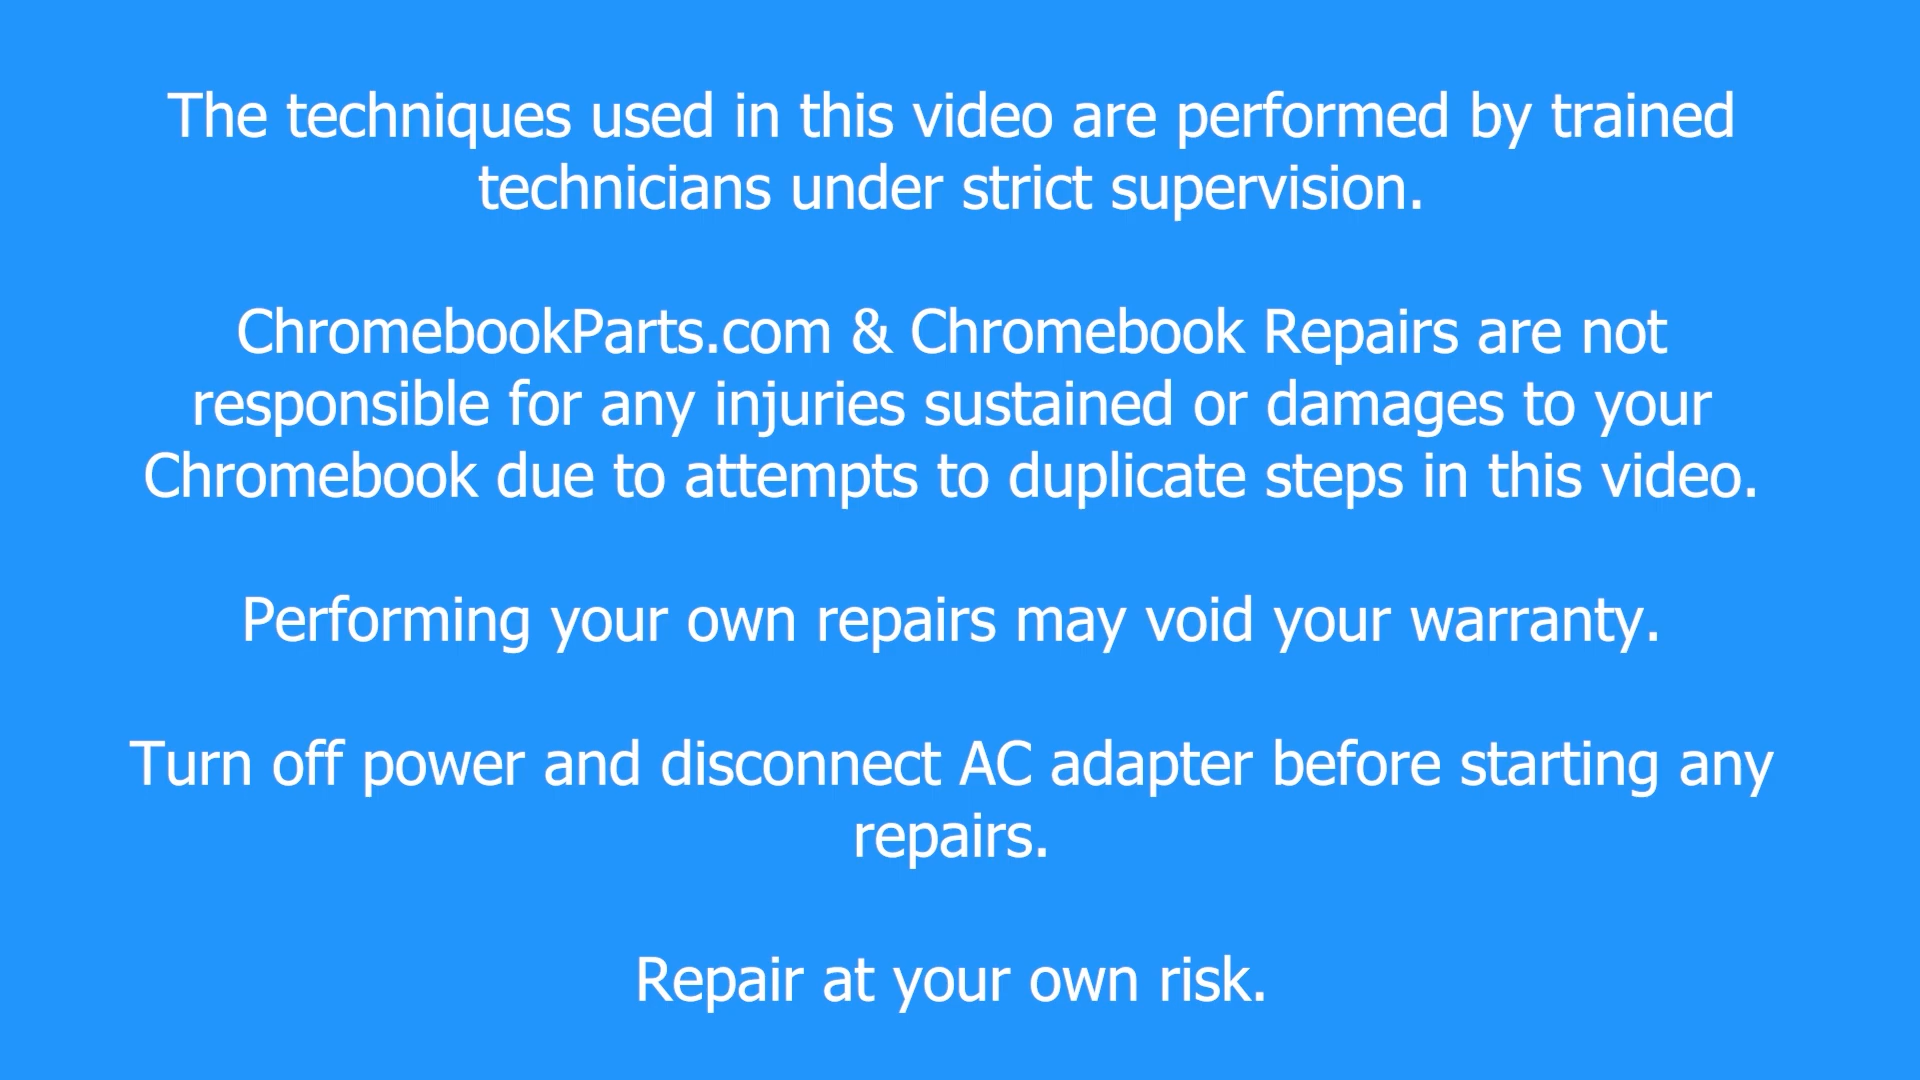 The techniques used in this video are performed by trained
technicians under strict supervision.
ChromebookParts.com & Chromebook Repairs are not
responsible for any injuries sustained or damages to your
Chromebook due to attempts to duplicate steps in this video.
Performing your own repairs may void your warranty.
Turn off power and disconnect AC adapter before starting any
repairs.
Repair at your own risk.